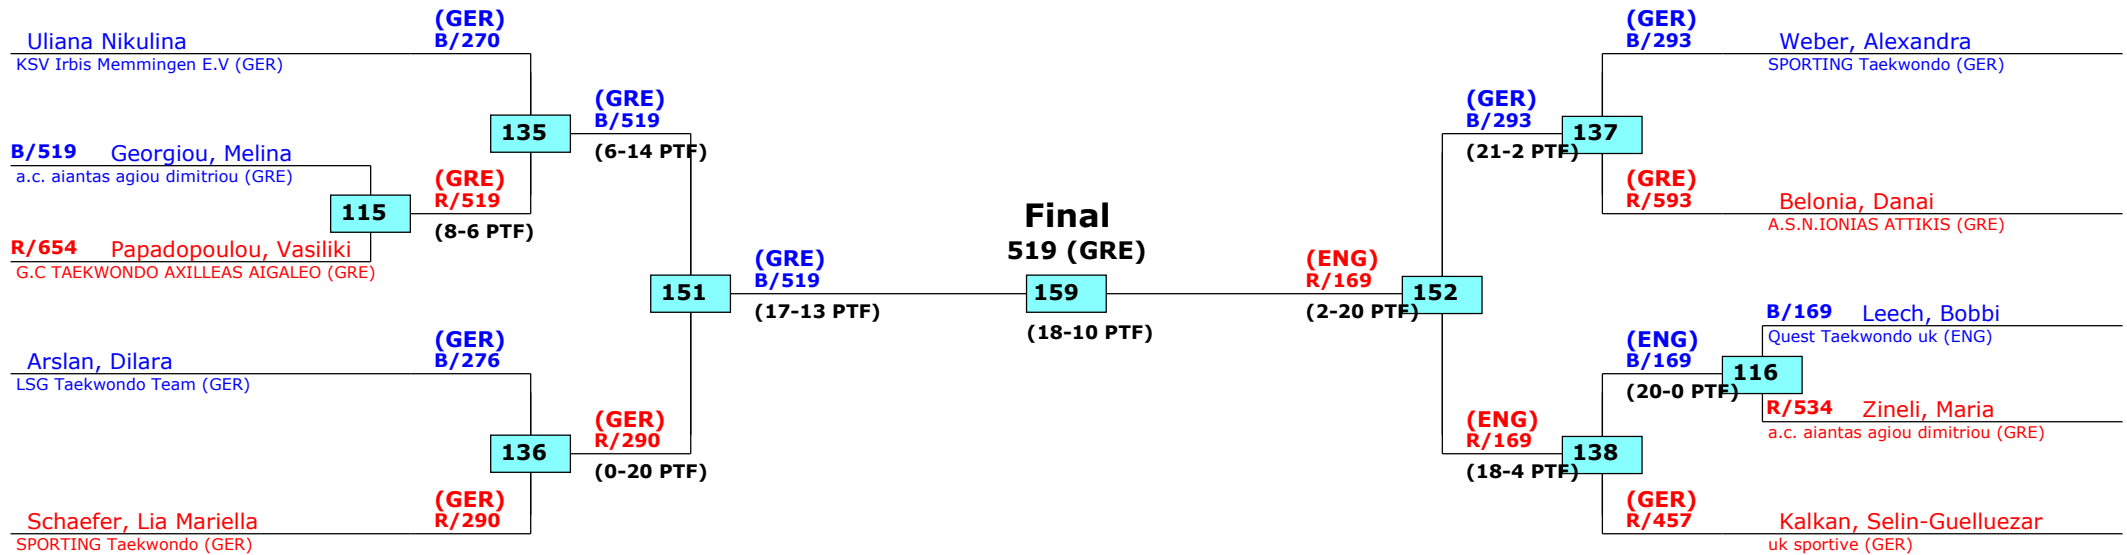 (GER)
B/270
Uliana Nikulina
KSV Irbis Memmingen E.V (GER)
B/519 Georgiou, Melina
a.c. aiantas agiou dimitriou (GRE)
115
R/654 Papadopoulou, Vasiliki
G.C TAEKWONDO AXILLEAS AIGALEO (GRE)
(GRE)
R/519
(8-6 PTF)
135
(GRE)
B/519
(6-14 PTF)
(GER)
B/276
Arslan, Dilara
LSG Taekwondo Team (GER)
136
(GER)
R/290
(0-20 PTF)
(GER)
R/290
Schaefer, Lia Mariella
SPORTING Taekwondo (GER)
151
(GRE)
B/519
(17-13 PTF)
Final
519 (GRE)
159
(18-10 PTF)
(ENG)
R/169
(2-20 PTF)
152
(GER)
B/293
(21-2 PTF)
137
(GER)
B/293
Weber, Alexandra
SPORTING Taekwondo (GER)
(GRE)
R/593
Belonia, Danai
A.S.N.IONIAS ATTIKIS (GRE)
B/169 Leech, Bobbi
Quest Taekwondo uk (ENG)
116
(ENG)
B/169
(20-0 PTF)
R/534 Zineli, Maria
a.c. aiantas agiou dimitriou (GRE)
(ENG)
R/169
(18-4 PTF)
138
(GER)
R/457
Kalkan, Selin-Guelluezar
uk sportive (GER)